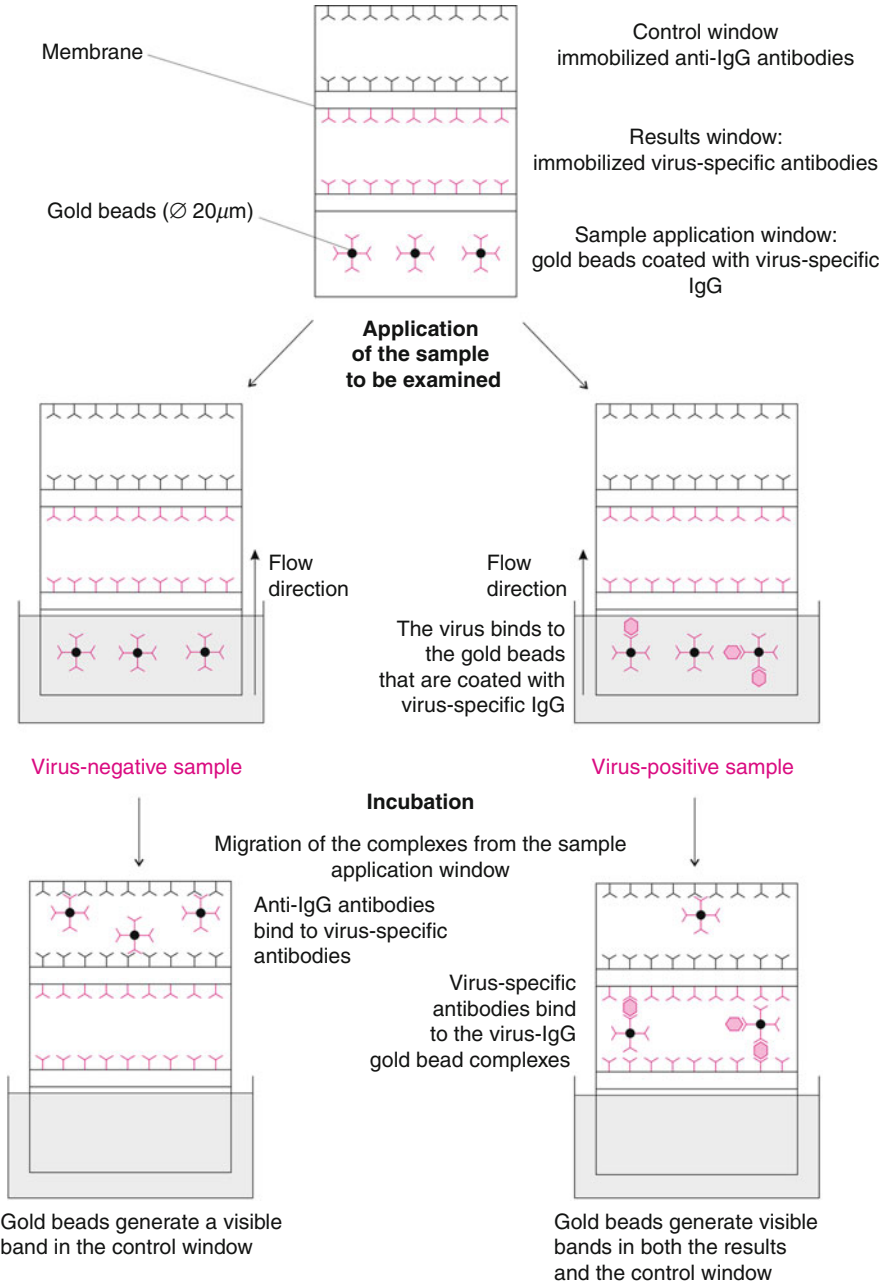 Control window
immobilized anti-IgG antibodies
Membrane
Results window:
immobilized virus-specific antibodies
Gold beads (∅ 20μm)
Sample application window:
gold beads coated with virus-specific
IgG
Application
of the sample
to be examined
Flow
direction
Flow
direction
The virus binds to
the gold beads
that are coated with
virus-specific IgG
Virus-negative sample
Virus-positive sample
Incubation
Migration of the complexes from the sample
application window
Anti-IgG antibodies
bind to virus-specific
antibodies
Virus-specific
antibodies bind
to the virus-IgG
gold bead complexes
Gold beads generate a visible
band in the control window
Gold beads generate visible
bands in both the results
and the control window